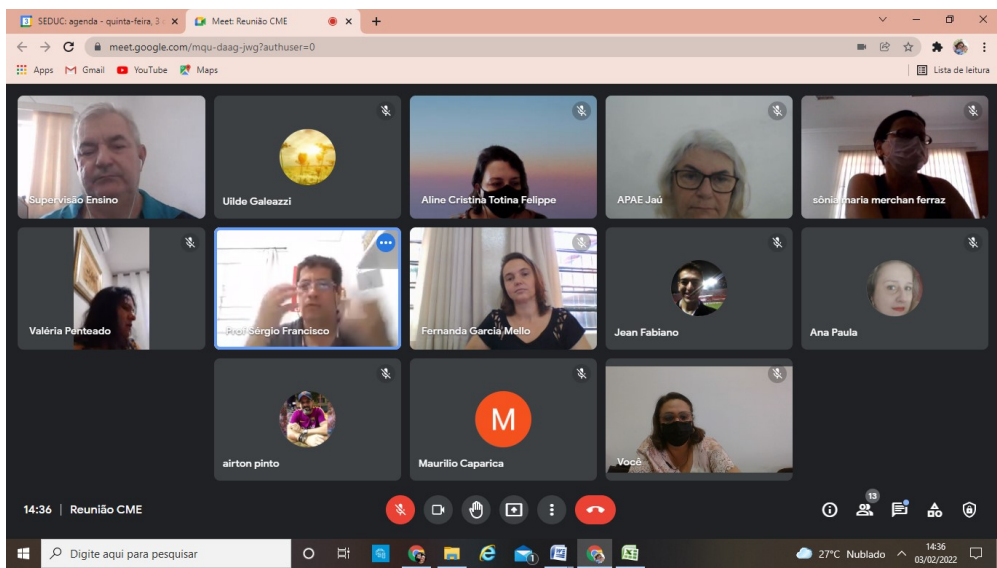 SEDUC: agenda - quinta-feira, 3
Meet: Reunião CME
meet.google.com/mqu-daag-jwg?authuser=0
Apps
Gmail
YouTube
Maps
Lista de leitura
Supervisão Ensino
Uilde Galeazzi
Aline Cristina Totina Felippe
APAE Jaú
sônia maria merchan ferraz
Valéria Penteado
Prof Sérgio Francisco
Fernanda Garcia Mello
Jean Fabiano
Ana Paula
airton pinto
M
Maurilio Caparica
Você
14:36 | Reunião CME
13
Digite aqui para pesquisar
27°C Nublado
14:36
03/02/2022